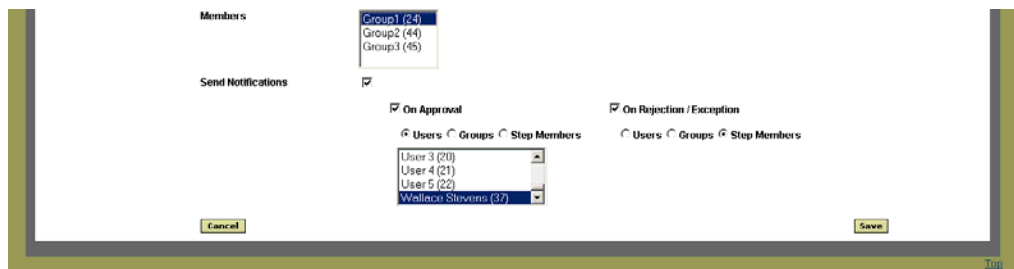 Members
Group1 (24)
Group2 (44)
Group3 (45)
Send Notifications
On Approval On Rejection / Exception
Users Groups Step Members Users Groups Step Members
User 3 (20)
User 4 (21)
User 5 (22)
Wallace Stevens (37)
Cancel Save
Top